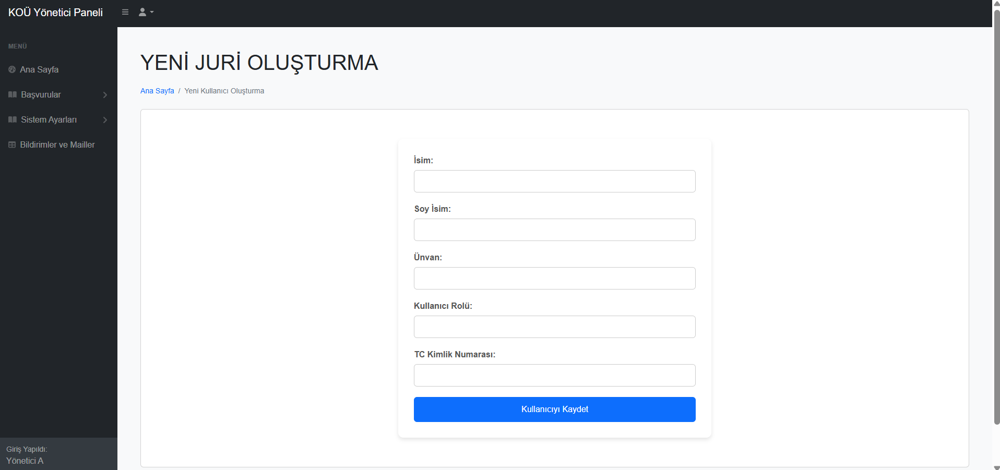 KOÜ Yönetici Paneli
MENÜ
Ana Sayfa
Başvurular
Sistem Ayarları
Bildirimler ve Mailler
Giriş Yapıldı:
Yönetici A
YENİ JURİ OLUŞTURMA
Ana Sayfa / Yeni Kullanıcı Oluşturma
İsim:
Soy İsim:
Ünvan:
Kullanıcı Rolü:
TC Kimlik Numarası:
Kullanıcıyı Kaydet